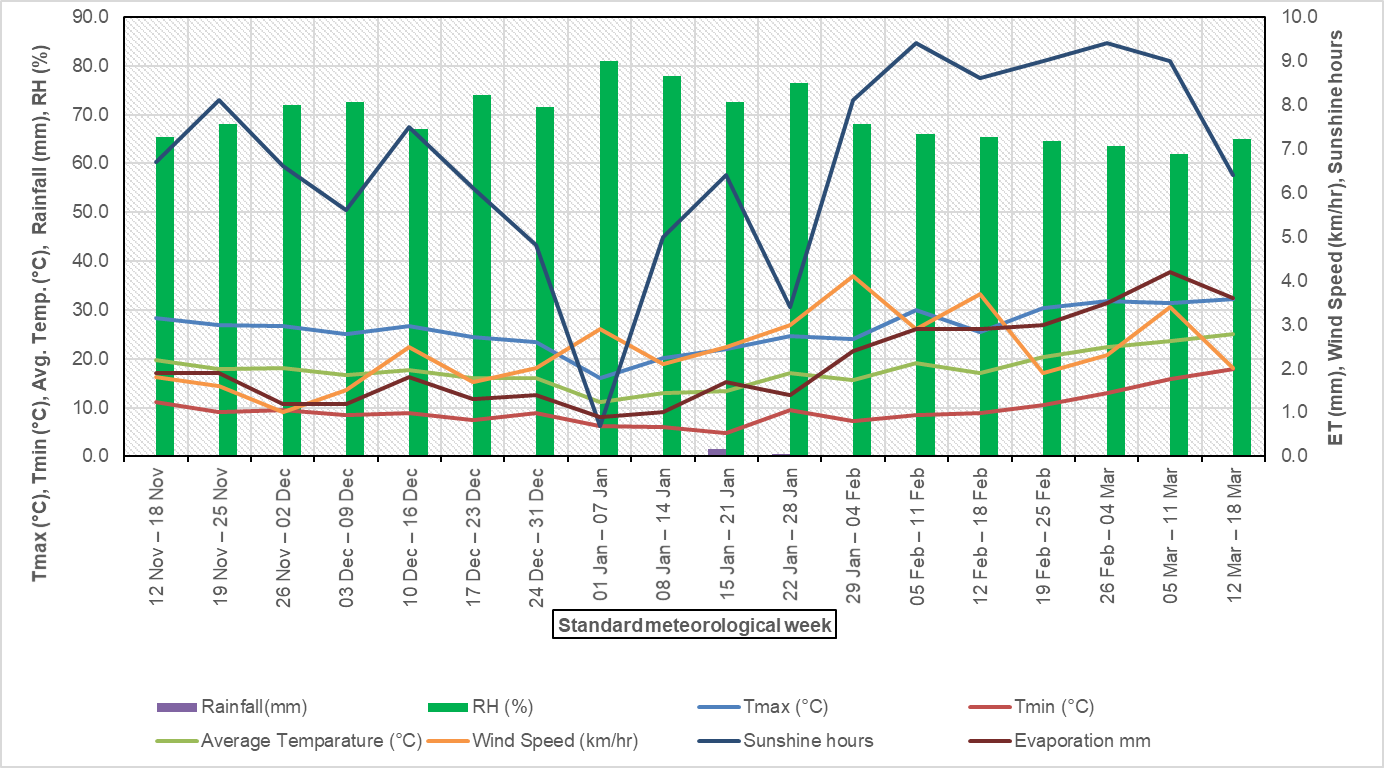 90.0
80.0
70.0
60.0
50.0
40.0
30.0
20.0
10.0
0.0
Tmax (°C), Tmin (°C), Avg. Temp. (°C), Rainfall (mm), RH (%)
10.0
9.0
8.0
7.0
6.0
5.0
4.0
3.0
2.0
1.0
0.0
ET (mm), Wind Speed (km/hr), Sunshine hours
12 Nov – 18 Nov
19 Nov – 25 Nov
26 Nov – 02 Dec
03 Dec – 09 Dec
10 Dec – 16 Dec
17 Dec – 23 Dec
24 Dec – 31 Dec
01 Jan – 07 Jan
08 Jan – 14 Jan
15 Jan – 21 Jan
22 Jan – 28 Jan
29 Jan – 04 Feb
05 Feb – 11 Feb
12 Feb – 18 Feb
19 Feb – 25 Feb
26 Feb – 04 Mar
05 Mar – 11 Mar
12 Mar – 18 Mar
Standard meteorological week
Rainfall(mm)
RH (%)
Tmax (°C)
Tmin (°C)
Average Temparature (°C)
Wind Speed (km/hr)
Sunshine hours
Evaporation mm